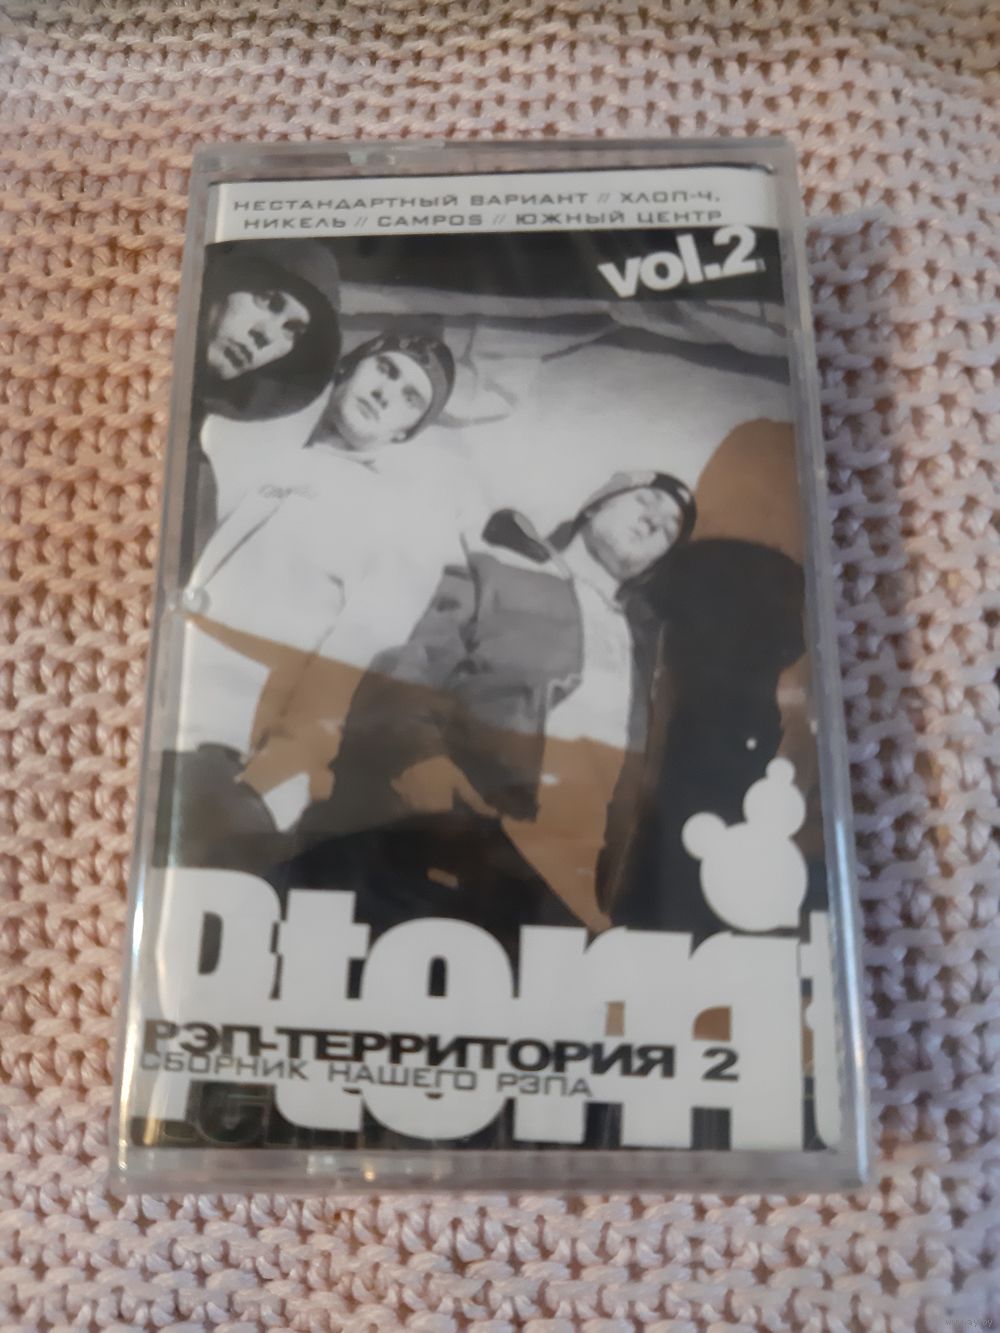 НЕСТАНДАРТНЫЙ ВАРИАНТ // ХЛОП-Ч,
НИКЕЛЬ // CAMPOS // ЮЖНЫЙ ЦЕНТР
vol.2
РЭП-ТЕРРИТОРИЯ 2
СБОРНИК НАШЕГО РЭПА